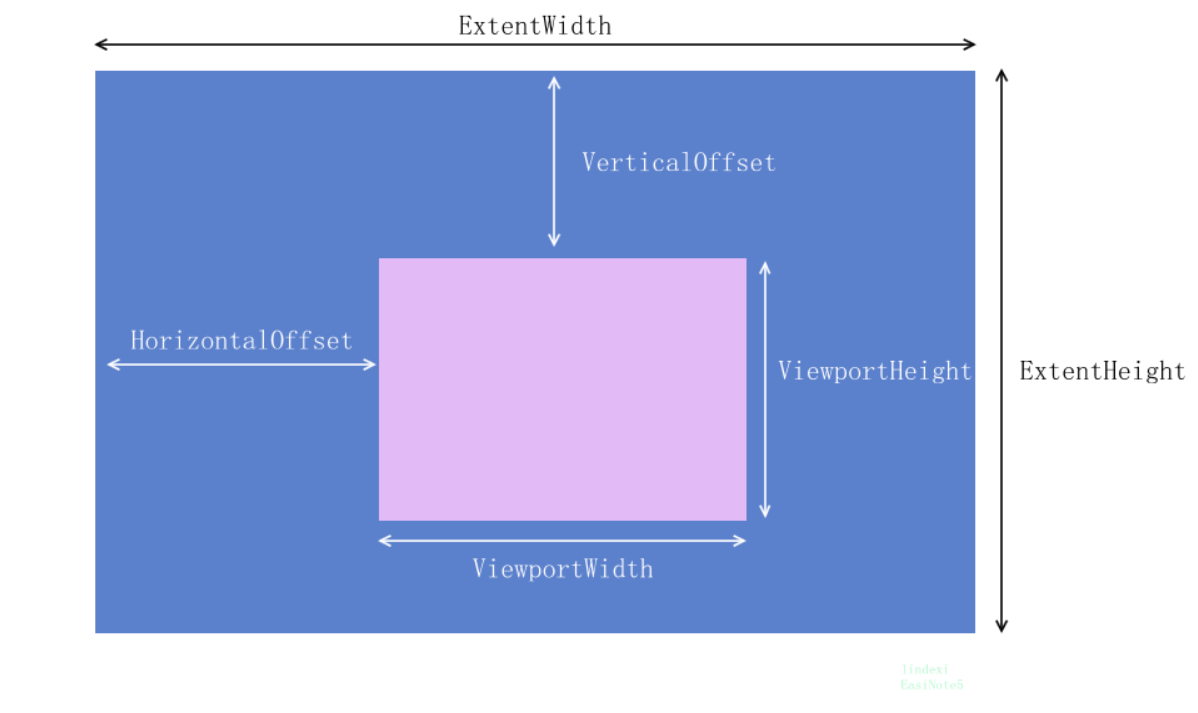 ExtentWidth
VerticalOffset
HorizontalOffset
ViewportHeight
ExtentHeight
ViewportWidth
lindexi
EasiNote5